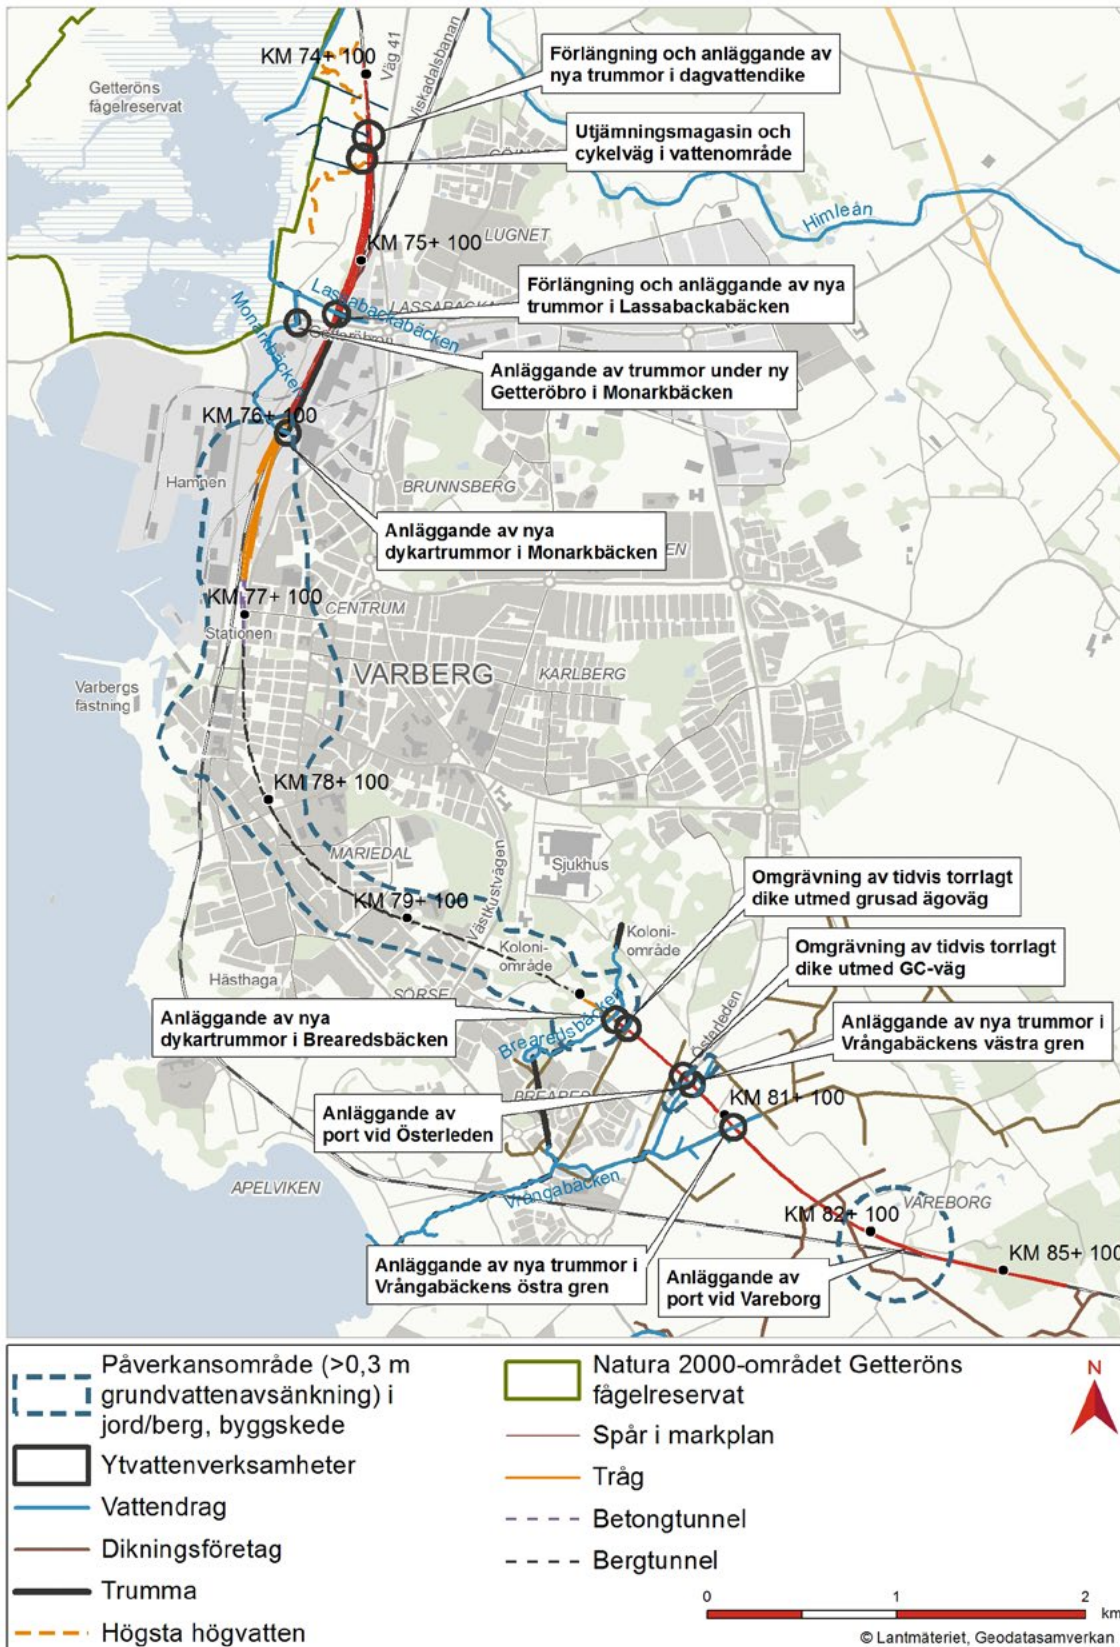 KM 74+ 100
Väg 41
Viskadalsbanan
Getteröns
fågelreservat
Förlängning och anläggande av
nya trummor i dagvattendike
Utjämningsmagasin och
cykelväg i vattenområde
Himleån
LUGNET
KM 75+ 100
Förlängning och anläggande av nya
trummor i Lassabackabäcken
Lassabackabäcken
Monarkbäcken
Getteröbron
Anläggande av trummor under ny
Getteröbro i Monarkbäcken
KM 76+ 100
Hamnen
BRUNNSBERG
Anläggande av nya
dykartrummor i Monarkbäcken
KM 77+ 100
CENTRUM
Stationen
VARBERG
KARLBERG
Varbergs
fästning
KM 78+ 100
MARIEDAL
Sjukhus
Västkustvägen
KM 79+ 100
Omgrävning av tidvis torrlagt
dike utmed grusad ägoväg
Koloni-
område
Koloni-
område
Omgrävning av tidvis torrlagt
dike utmed GC-väg
Hästhaga
SÖRSE
Anläggande av nya
dykartrummor i Brearedsbäcken
Brearedsbäcken
Österleden
Anläggande av nya trummor i
Vrångabäckens västra gren
BREARED
KM 81+ 100
Anläggande av
port vid Österleden
APELVIKEN
Vrångabäcken
VAREBORG
KM 82+ 100
Anläggande av nya trummor i
Vrångabäckens östra gren
Anläggande av
port vid Vareborg
KM 85+ 100
Påverkansområde (>0,3 m
grundvattenavsänkning) i
jord/berg, byggskede
Ytvattenverksamheter
Vattendrag
Dikningsföretag
Trumma
Högsta högvatten
Natura 2000-området Getteröns
fågelreservat
Spår i markplan
Tråg
Betongtunnel
Bergtunnel
N
0 1 2
km
© Lantmäteriet, Geodatasamverkan